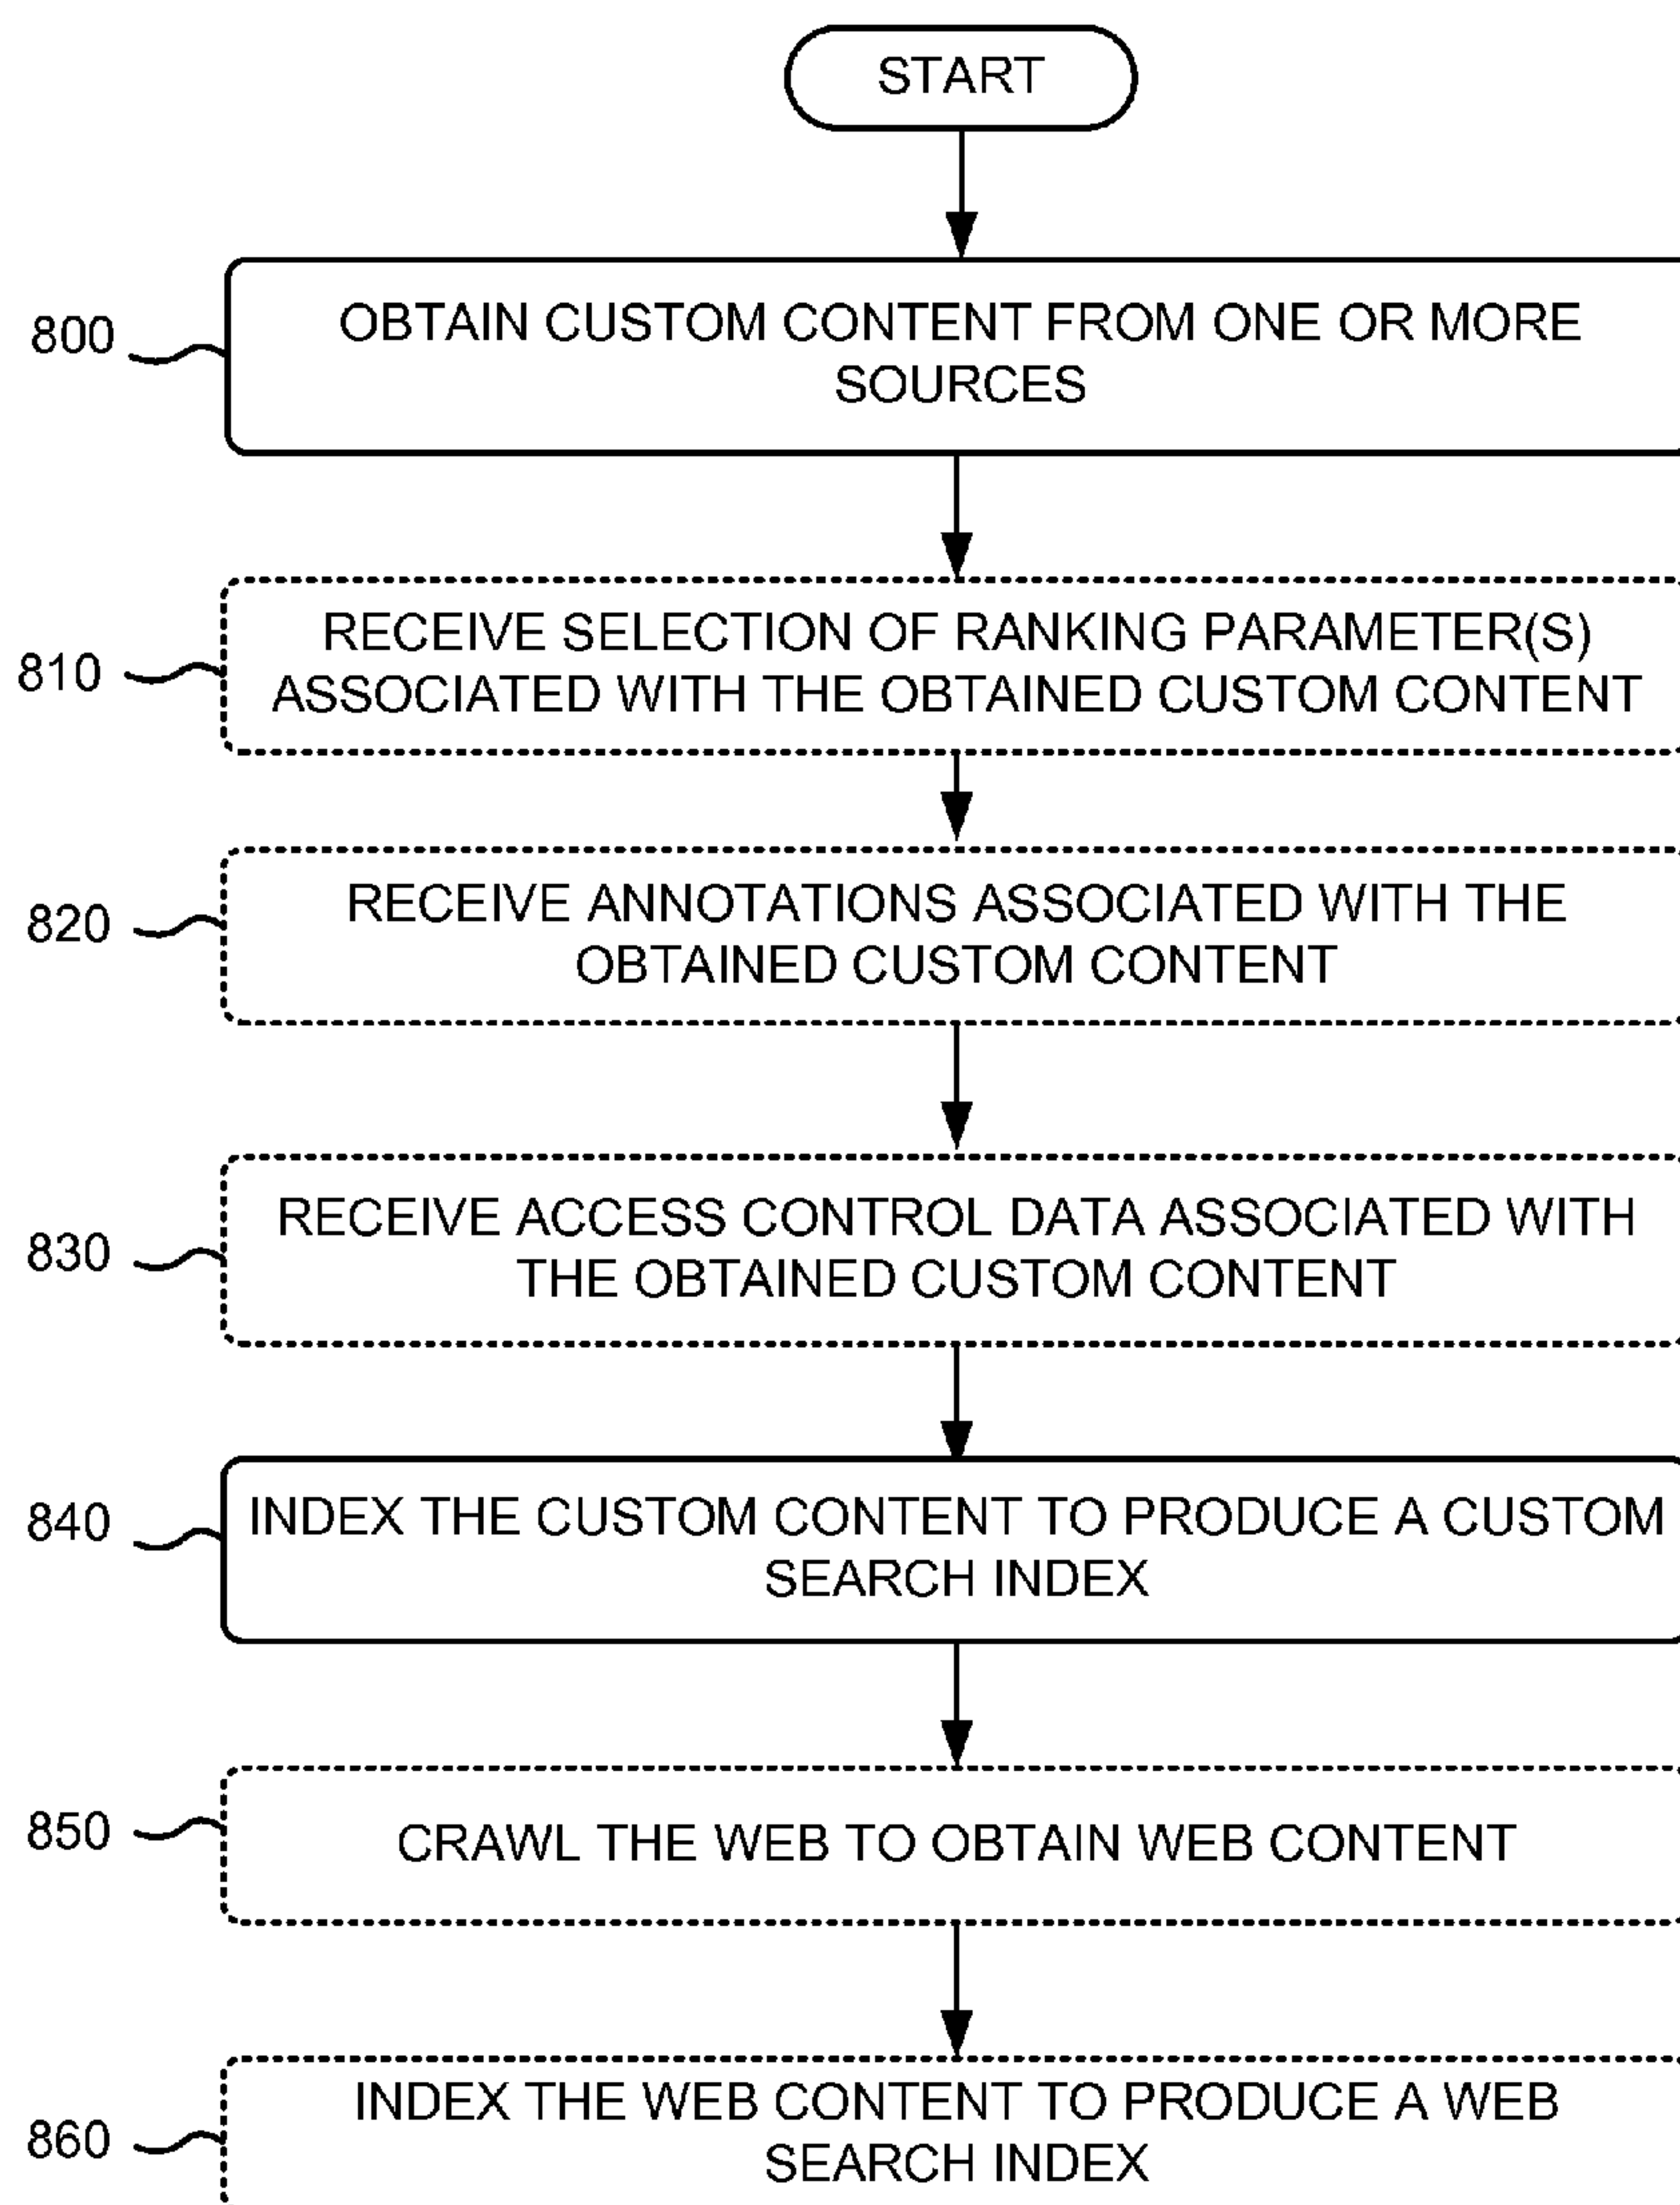 START
800
OBTAIN CUSTOM CONTENT FROM ONE OR MORE
SOURCES
810
RECEIVE SELECTION OF RANKING PARAMETER(S)
ASSOCIATED WITH THE OBTAINED CUSTOM CONTENT
820
RECEIVE ANNOTATIONS ASSOCIATED WITH THE
OBTAINED CUSTOM CONTENT
830
RECEIVE ACCESS CONTROL DATA ASSOCIATED WITH
THE OBTAINED CUSTOM CONTENT
840
INDEX THE CUSTOM CONTENT TO PRODUCE A CUSTOM
SEARCH INDEX
850
CRAWL THE WEB TO OBTAIN WEB CONTENT
860
INDEX THE WEB CONTENT TO PRODUCE A WEB
SEARCH INDEX